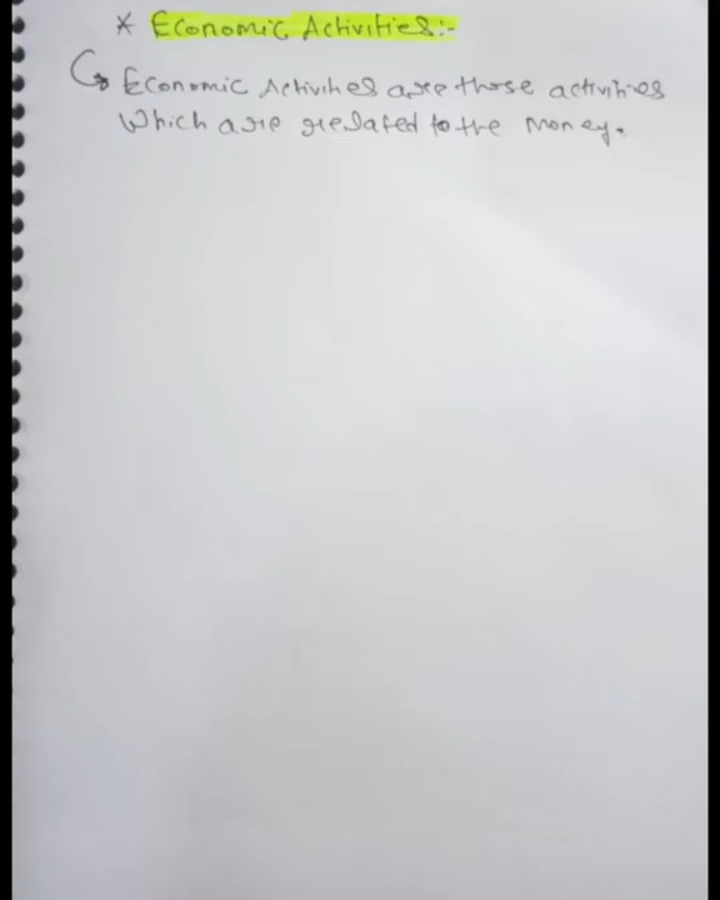 * Economic Activities:-
↪ Economic Activities are those activities
Which are related to the money.